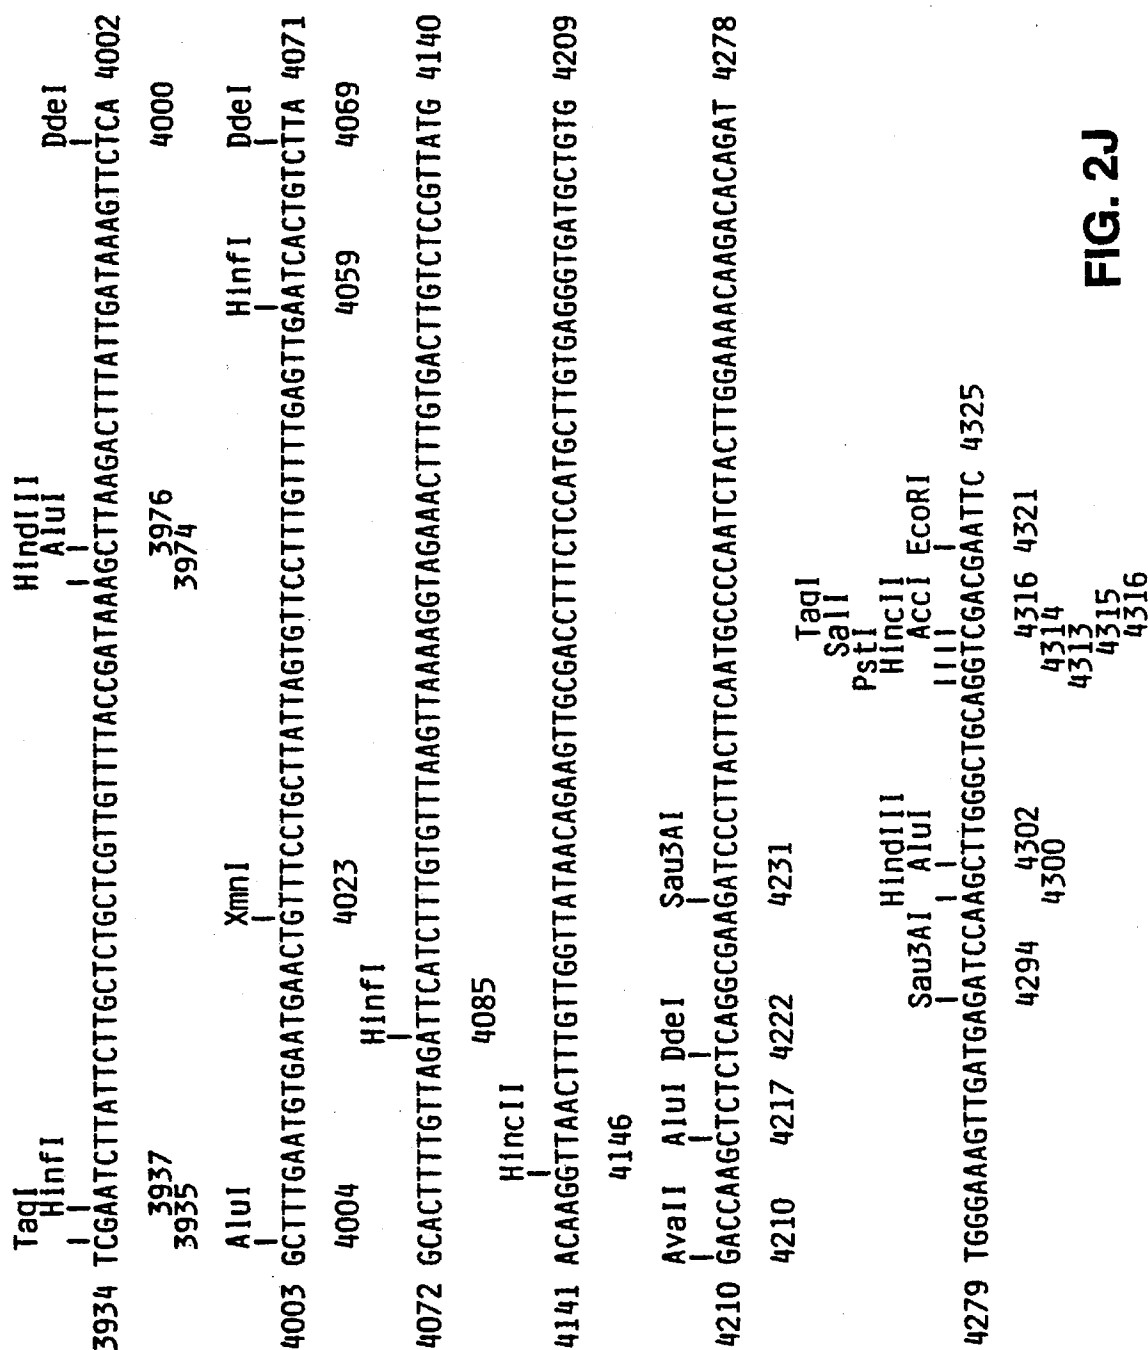 TaqI HindIII
HinfI AluI DdeI
3934 TCGAATCTTATTCTTGCTCTGCTCGTTGTTTTACCGATAAAGCTTAAGACTTTATTGATAAAGTTCTCA 4002
3937 3976 4000
3935 3974
AluI XmnI HinfI DdeI
4003 GCTTTGAATGTGAATGAACTGTTTCCTGCTTATTAGTGTTCCTTTGTTTTGAGTTGAATCACTGTCTTA 4071
4004 4023 4059 4069
HinfI
4072 GCACTTTTGTTAGATTCATCTTTGTGTTTAAGTTAAAAGGTAGAAACTTTGTGACTTGTCTCCGTTATG 4140
4085
HincII
4141 ACAAGGTTAACTTTGTTGGTTATAACAGAAGTTGCGACCTTTCTCCATGCTTGTGAGGGTGATGCTGTG 4209
4146
AvaII AluI DdeI Sau3AI
4210 GACCAAGCTCTCTCAGGCGAAGATCCCTTACTTCAATGCCCCAATCTACTTGGAAAACAAGACACAGAT 4278
4210 4217 4222 4231
TaqI
SalI
PstI
HindIII HincII
Sau3AI AluI AccI EcoRI
4279 TGGGAAAGTTGATGAGATCCAAGCTTGGGCTGCAGGTCGACGAATTC 4325
4294 4302 4316 4321
4300 4314
4313
4315
4316
FIG. 2J